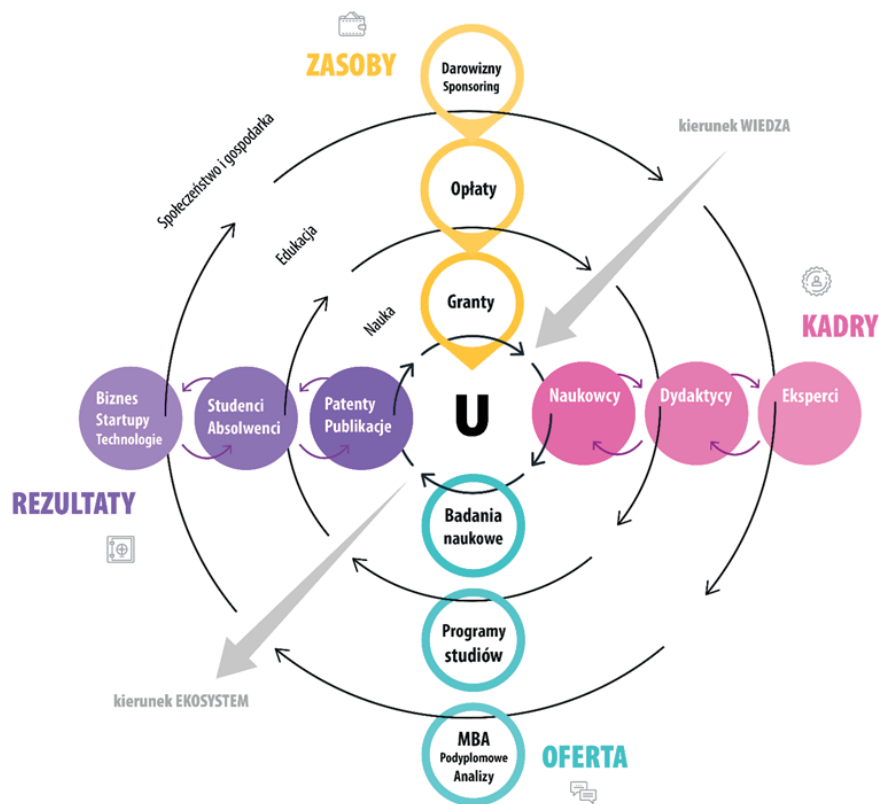 ZASOBY
Darowizny
Sponsoring
kierunek WIEDZA
Społeczeństwo i gospodarka
Opłaty
Edukacja
Granty
Nauka
KADRY
Biznes
Startupy
Technologie
Studenci
Absolwenci
Patenty
Publikacje
U
Naukowcy
Dydaktycy
Eksperci
REZULTATY
Badania
naukowe
Programy
studiów
kierunek EKOSYSTEM
MBA
Podyplomowe
Analizy
OFERTA